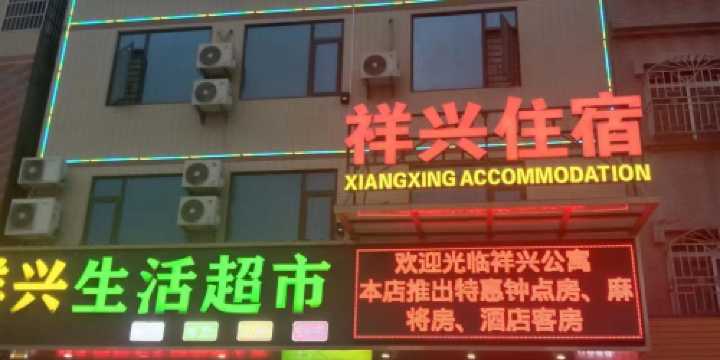 祥兴住宿
XIANGXING ACCOMMODATION
祥兴生活超市
欢迎光临祥兴公寓
本店推出特惠钟点房、麻
将房、酒店客房